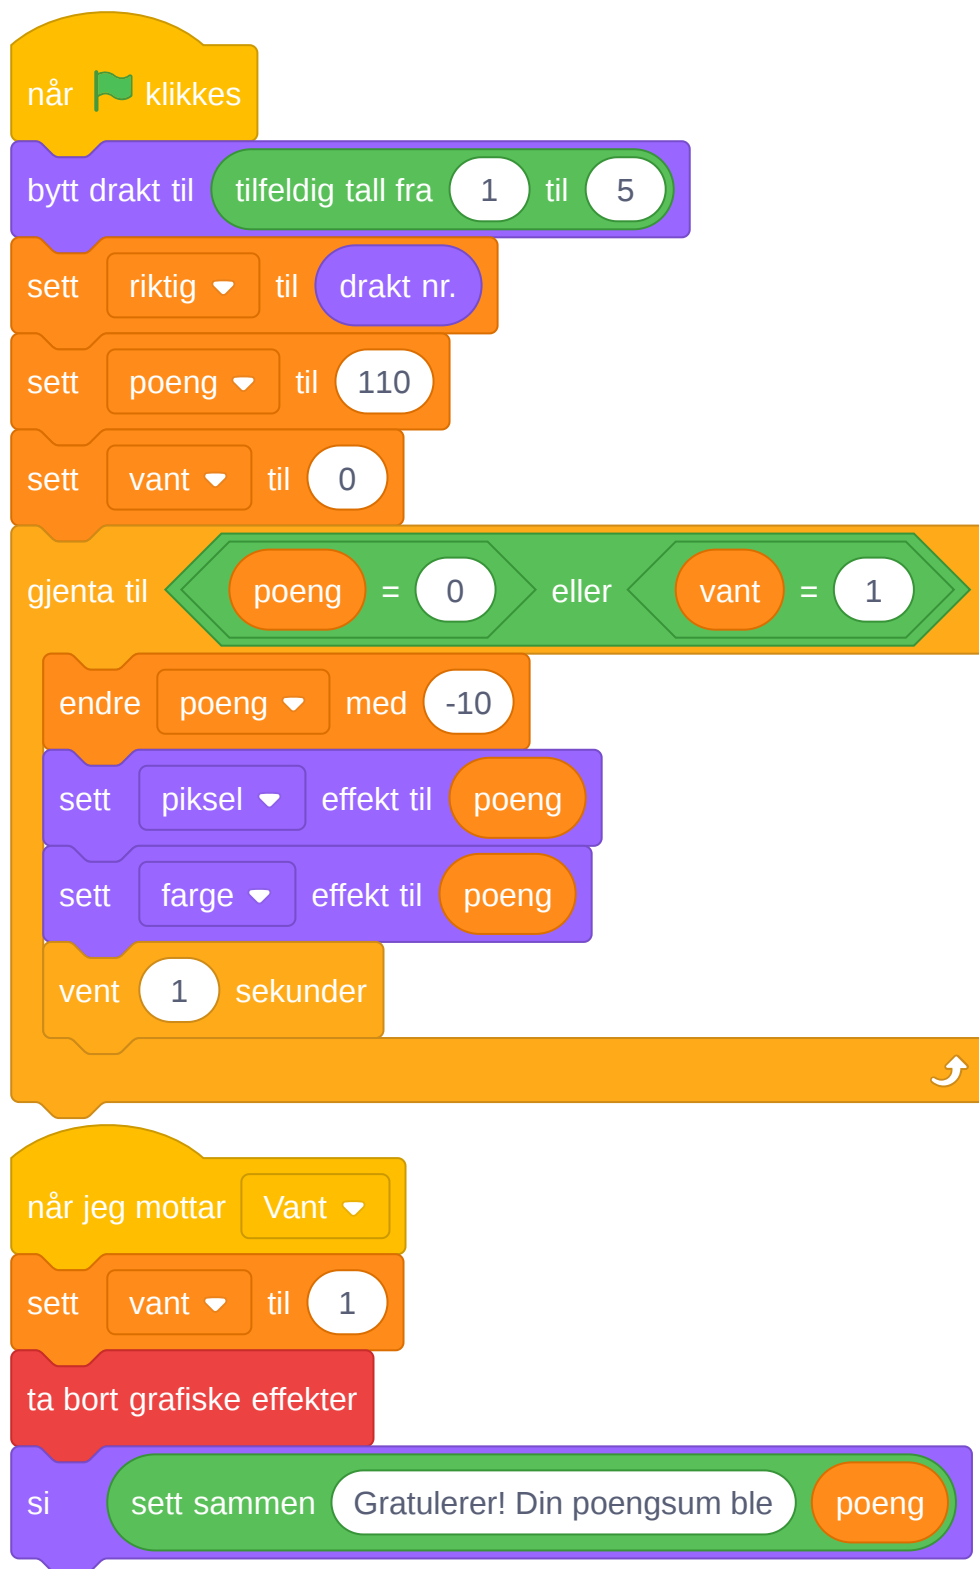 når klikkes
bytt drakt til tilfeldig tall fra 1 til 5
sett riktig til drakt nr.
sett poeng til 110
sett vant til 0
gjenta til poeng = 0 eller vant = 1
endre poeng med -10
sett piksel effekt til poeng
sett farge effekt til poeng
vent 1 sekunder
når jeg mottar Vant
sett vant til 1
ta bort grafiske effekter
si sett sammen Gratulerer! Din poengsum ble poeng